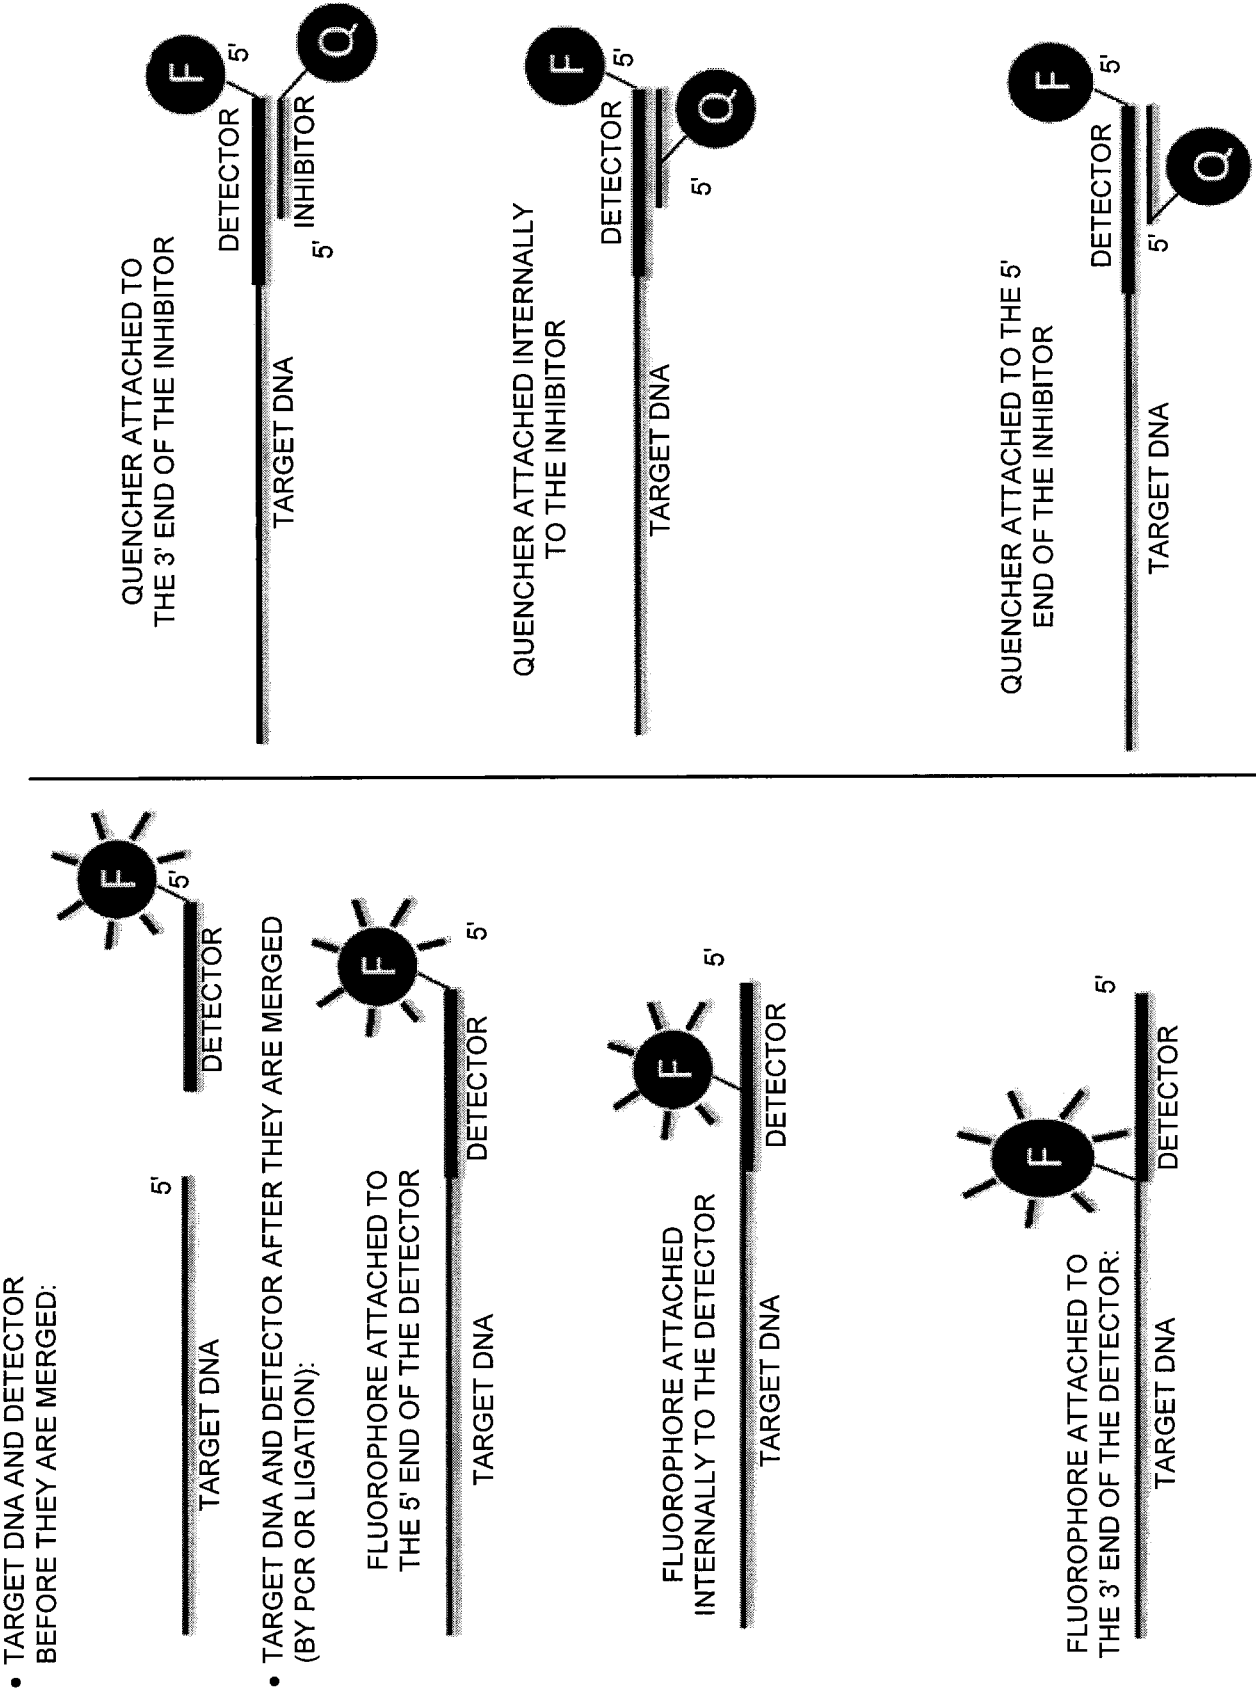 • TARGET DNA AND DETECTOR
BEFORE THEY ARE MERGED:
F
5'
5'
TARGET DNA
DETECTOR
• TARGET DNA AND DETECTOR AFTER THEY ARE MERGED
(BY PCR OR LIGATION):
FLUOROPHORE ATTACHED TO
THE 5' END OF THE DETECTOR
F
5'
TARGET DNA
DETECTOR
FLUOROPHORE ATTACHED
INTERNALLY TO THE DETECTOR
F
5'
TARGET DNA
DETECTOR
FLUOROPHORE ATTACHED TO
THE 3' END OF THE DETECTOR:
F
5'
TARGET DNA
DETECTOR
QUENCHER ATTACHED TO
THE 3' END OF THE INHIBITOR
F
5'
DETECTOR
TARGET DNA
INHIBITOR
5'
Q
QUENCHER ATTACHED INTERNALLY
TO THE INHIBITOR
F
5'
DETECTOR
TARGET DNA
5'
Q
QUENCHER ATTACHED TO THE 5'
END OF THE INHIBITOR
F
5'
DETECTOR
TARGET DNA
5'
Q